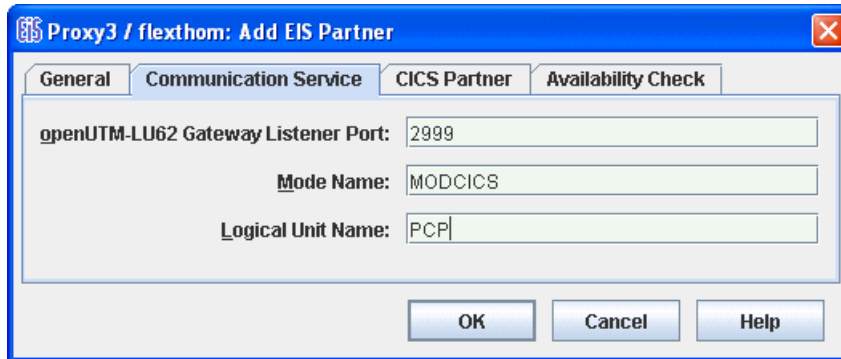 EIS Proxy3 / flexthom: Add EIS Partner
General Communication Service CICS Partner Availability Check
openUTM-LU62 Gateway Listener Port: 2999
Mode Name: MODCICS
Logical Unit Name: PCP
OK Cancel Help